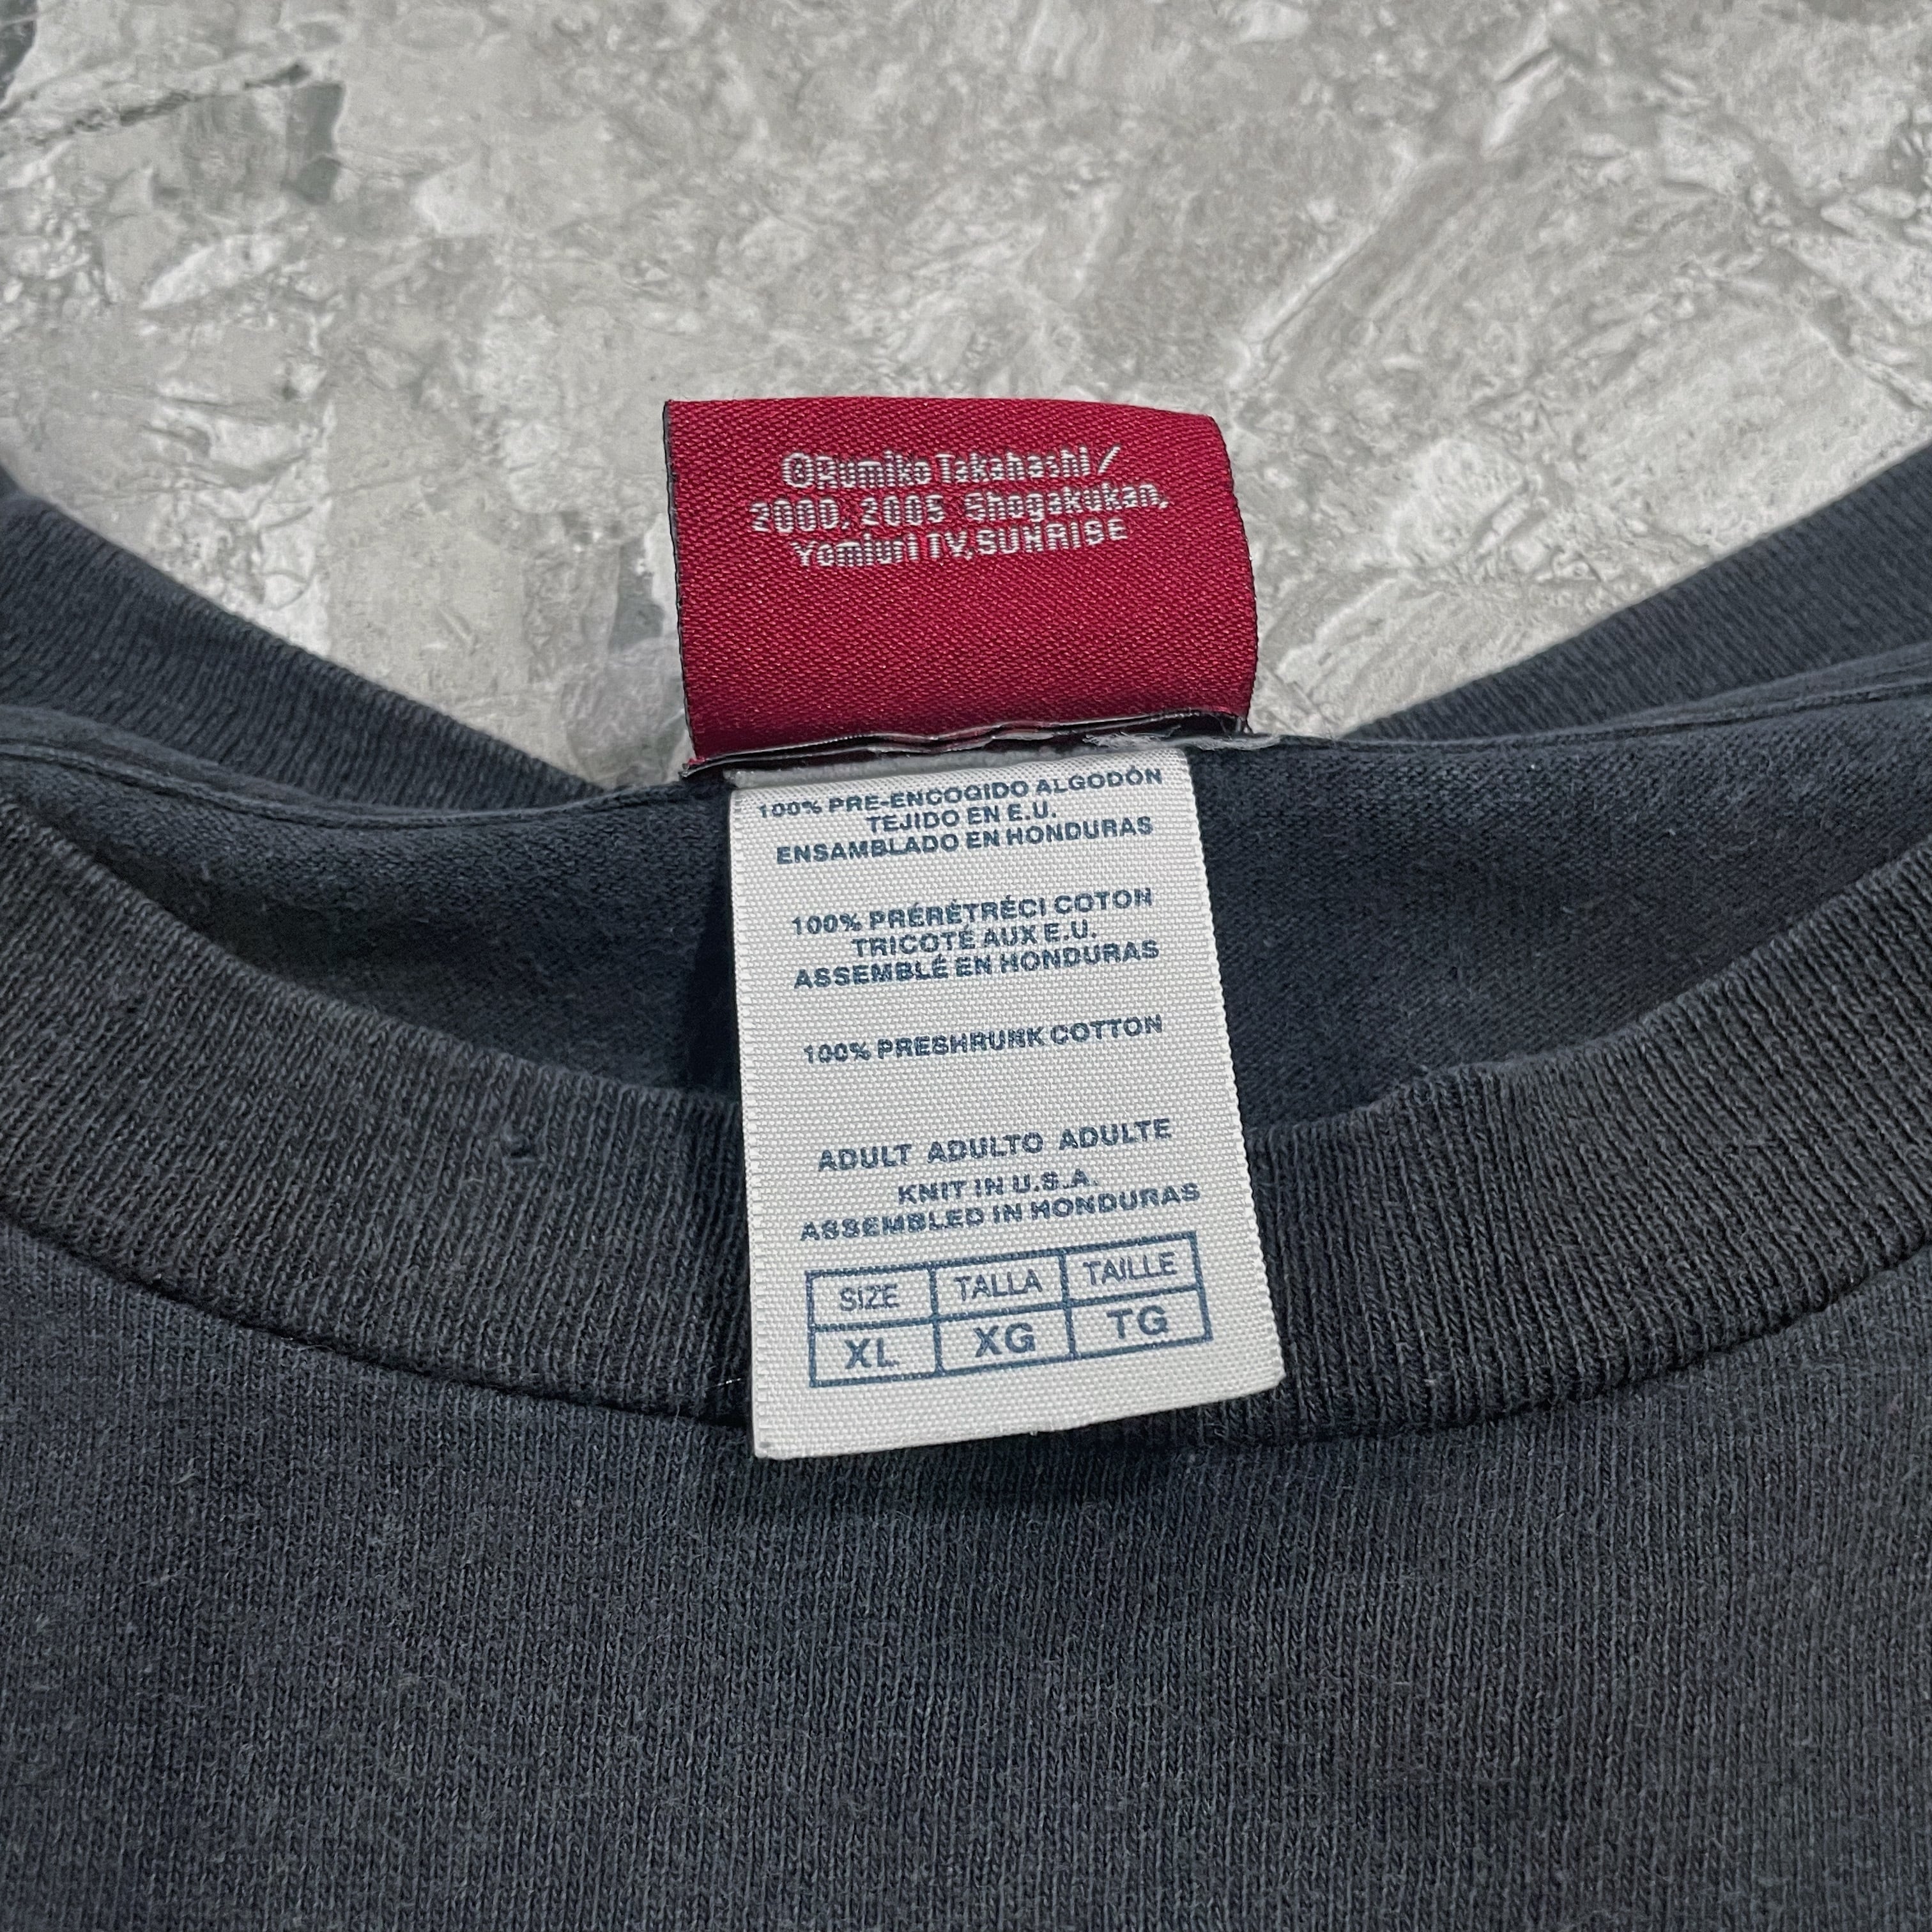 ©Rumiko Takahashi /
2000, 2005 Shogakukan,
Yomiuri TV, SUNRISE
100% PRE-ENCOGIDO ALGODÓN
TEJIDO EN E.U.
ENSAMBLADO EN HONDURAS
100% PRÉRÉTRÉCI COTON
TRICOTÉ AUX E.U.
ASSEMBLÉ EN HONDURAS
100% PRESHRUNK COTTON
ADULT ADULTO ADULTE
KNIT IN U.S.A.
ASSEMBLED IN HONDURAS
SIZE TALLA TAILLE
XL XG TG